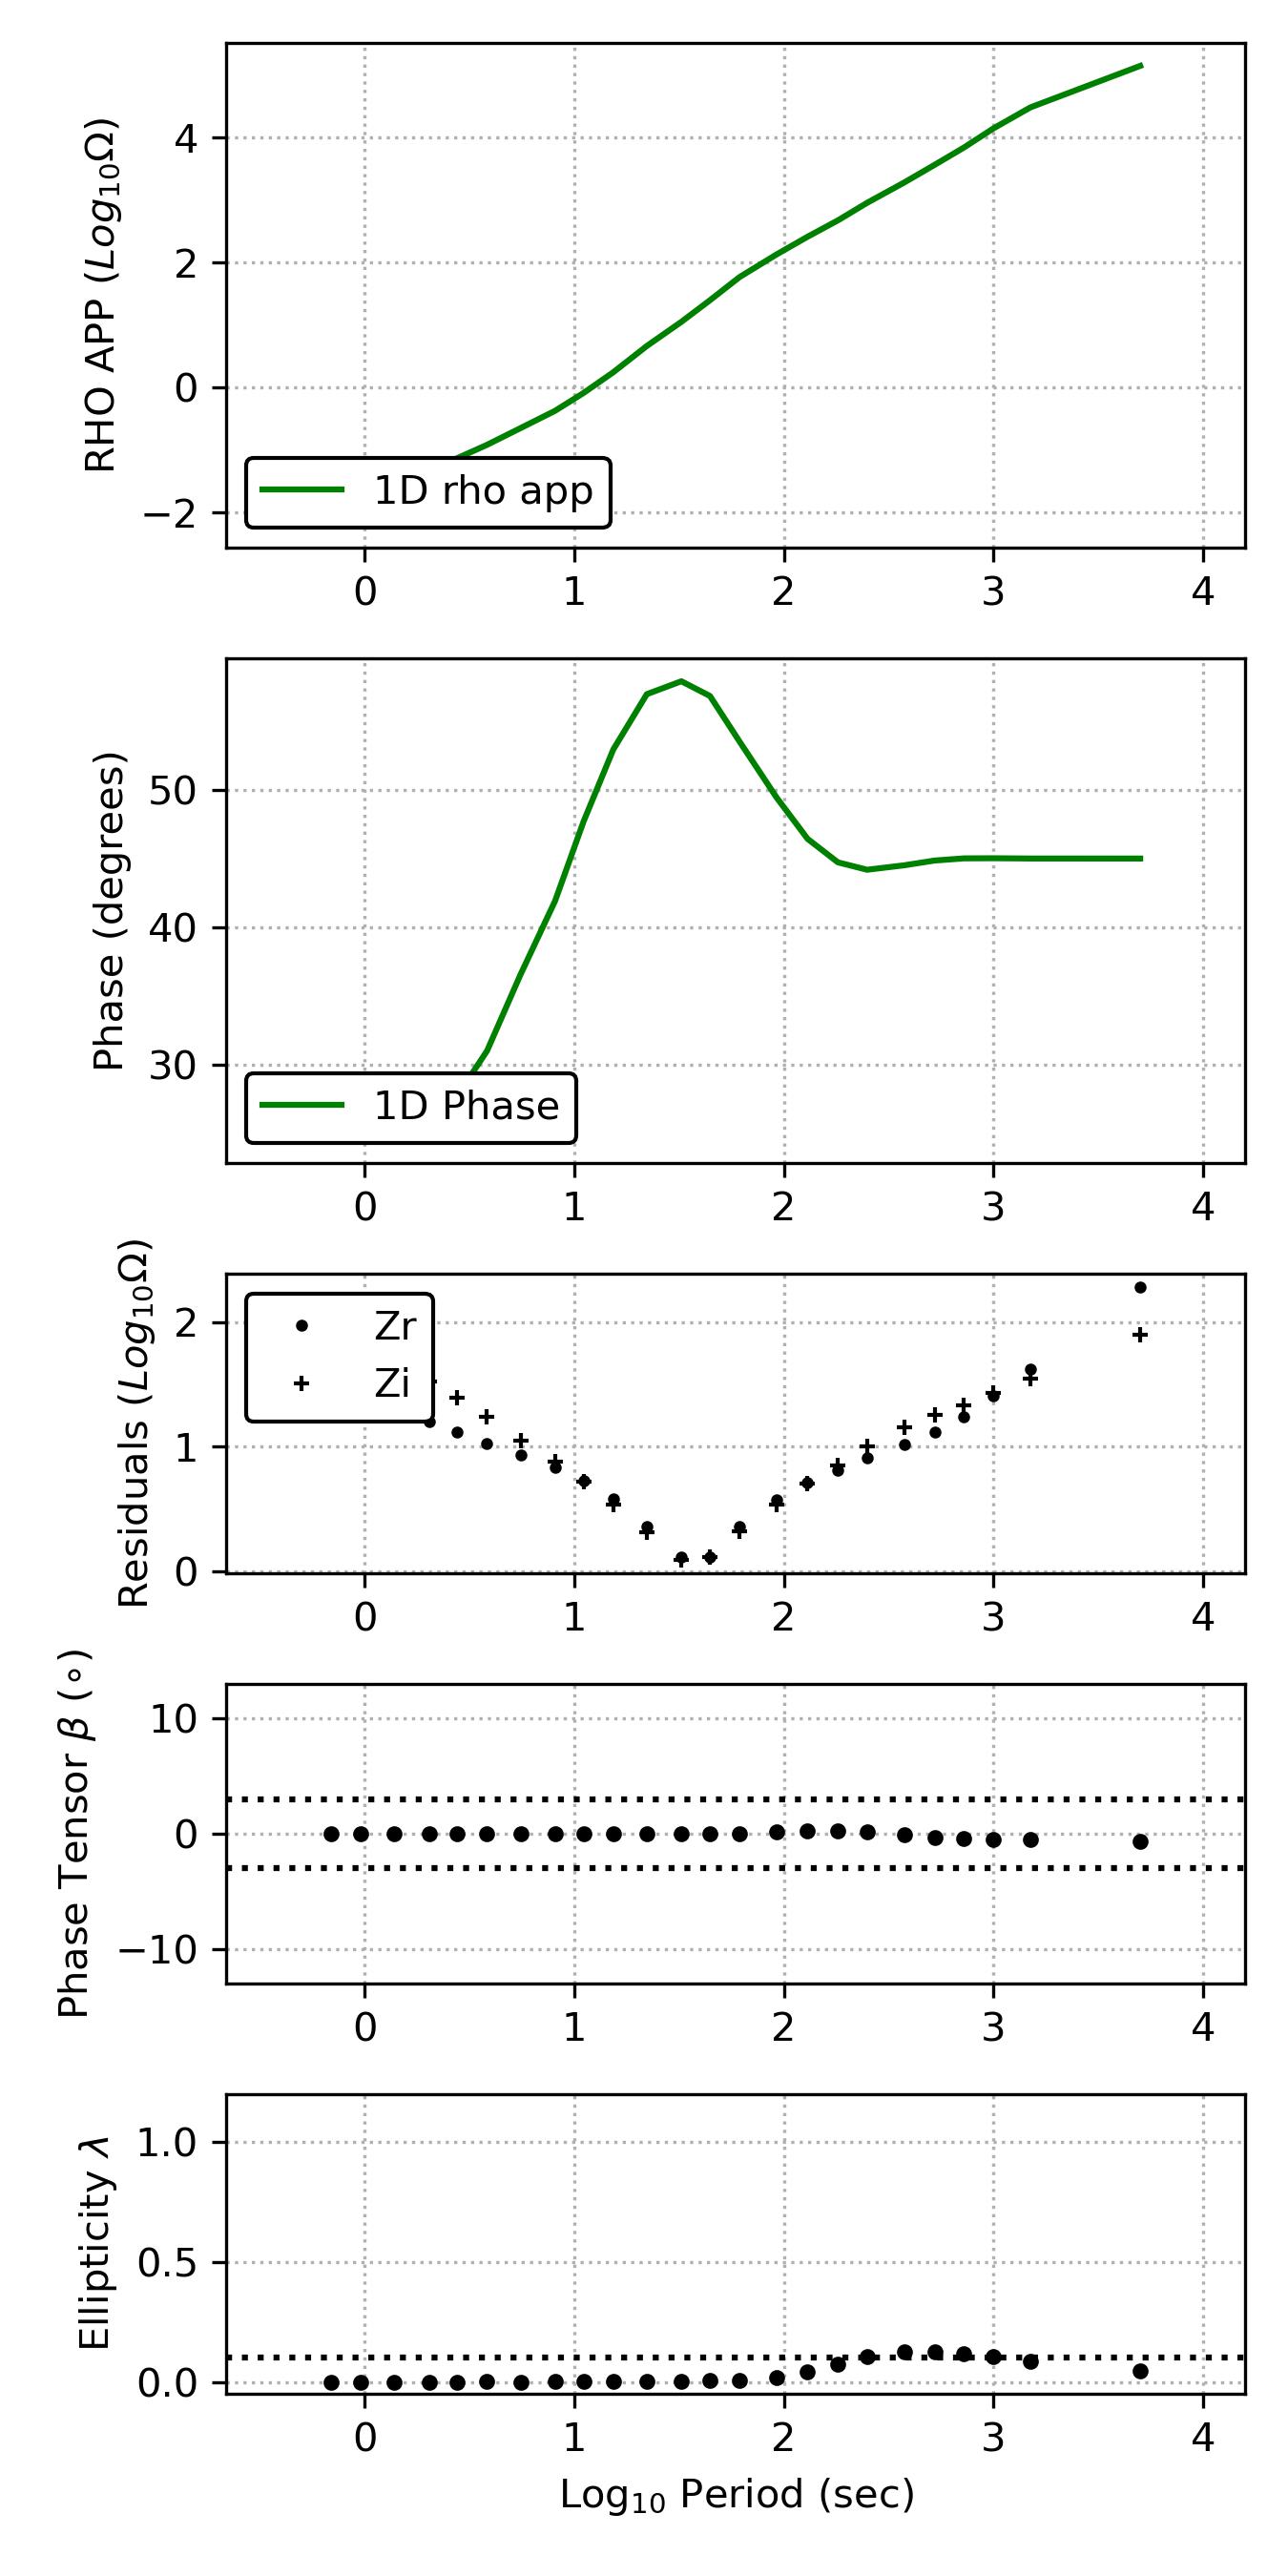 RHO APP (Log₁₀Ω)
4
2
0
−2
1D rho app
0 1 2 3 4
Phase (degrees)
50
40
30
1D Phase
0 1 2 3 4
Residuals (Log₁₀Ω)
2
1
0
Zr
Zi
0 1 2 3 4
Phase Tensor β (∘)
10
0
−10
0 1 2 3 4
Ellipticity λ
1.0
0.5
0.0
0 1 2 3 4
Log₁₀ Period (sec)